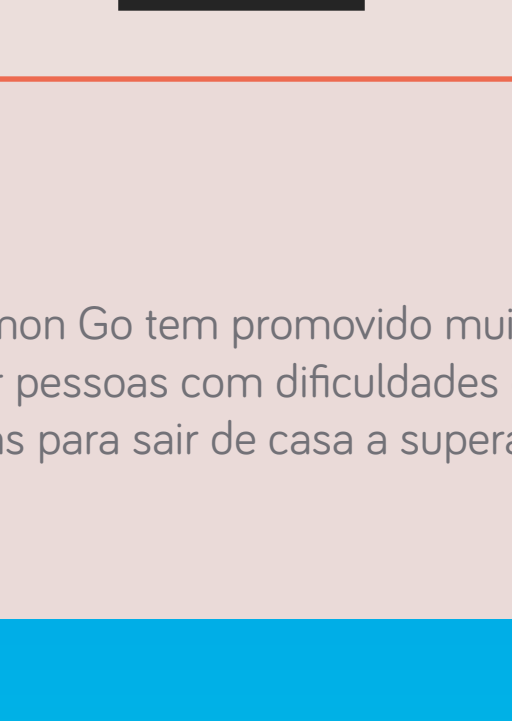 mon Go tem promovido mui
r pessoas com dificuldades
as para sair de casa a supera